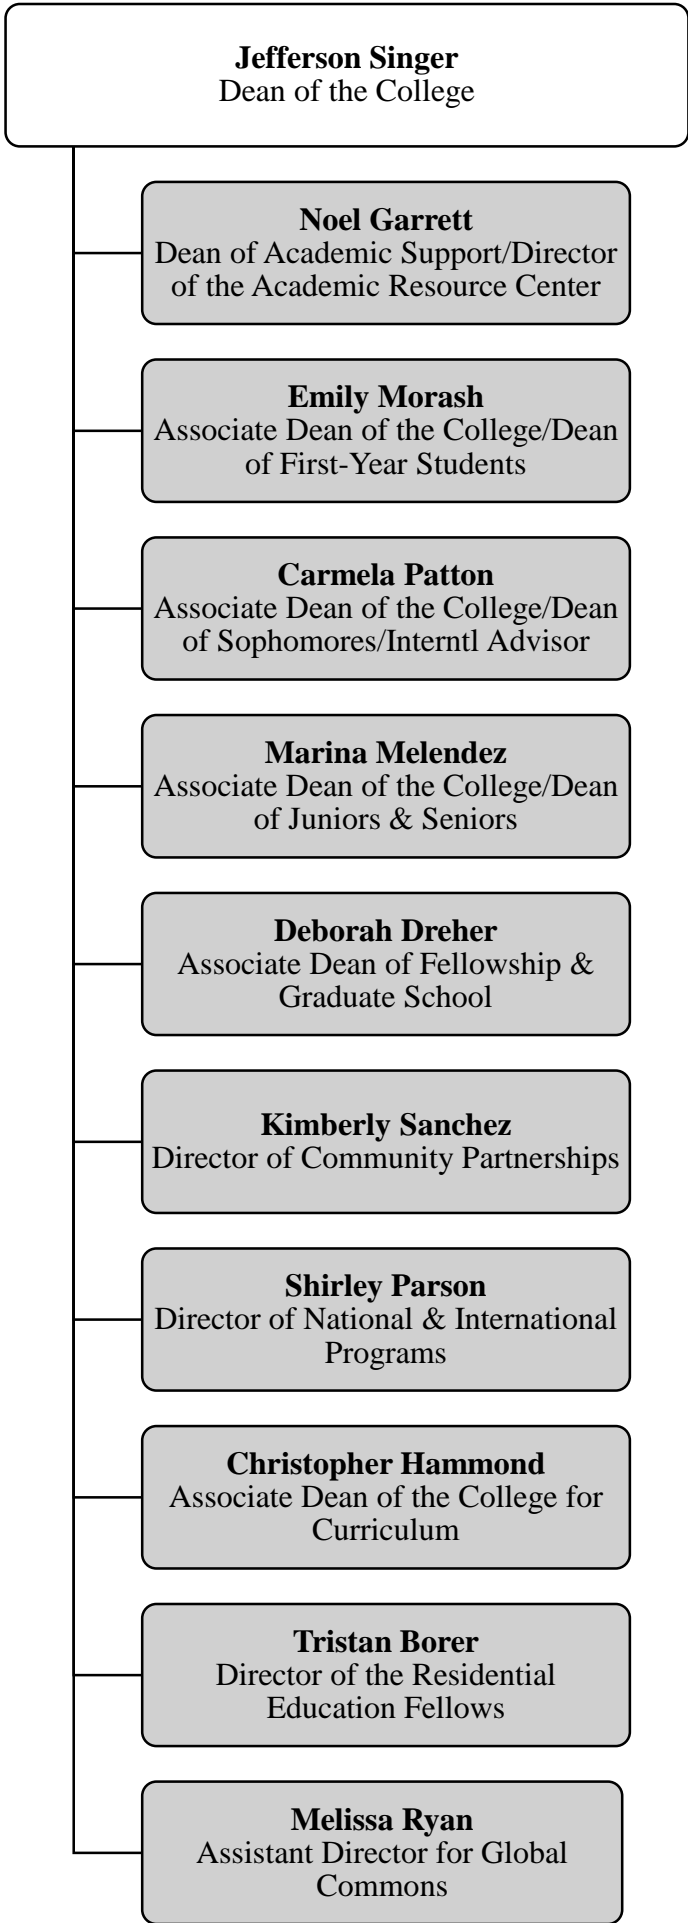 Jefferson Singer
Dean of the College
Noel Garrett
Dean of Academic Support/Director
of the Academic Resource Center
Emily Morash
Associate Dean of the College/Dean
of First-Year Students
Carmela Patton
Associate Dean of the College/Dean
of Sophomores/Interntl Advisor
Marina Melendez
Associate Dean of the College/Dean
of Juniors & Seniors
Deborah Dreher
Associate Dean of Fellowship &
Graduate School
Kimberly Sanchez
Director of Community Partnerships
Shirley Parson
Director of National & International
Programs
Christopher Hammond
Associate Dean of the College for
Curriculum
Tristan Borer
Director of the Residential
Education Fellows
Melissa Ryan
Assistant Director for Global
Commons